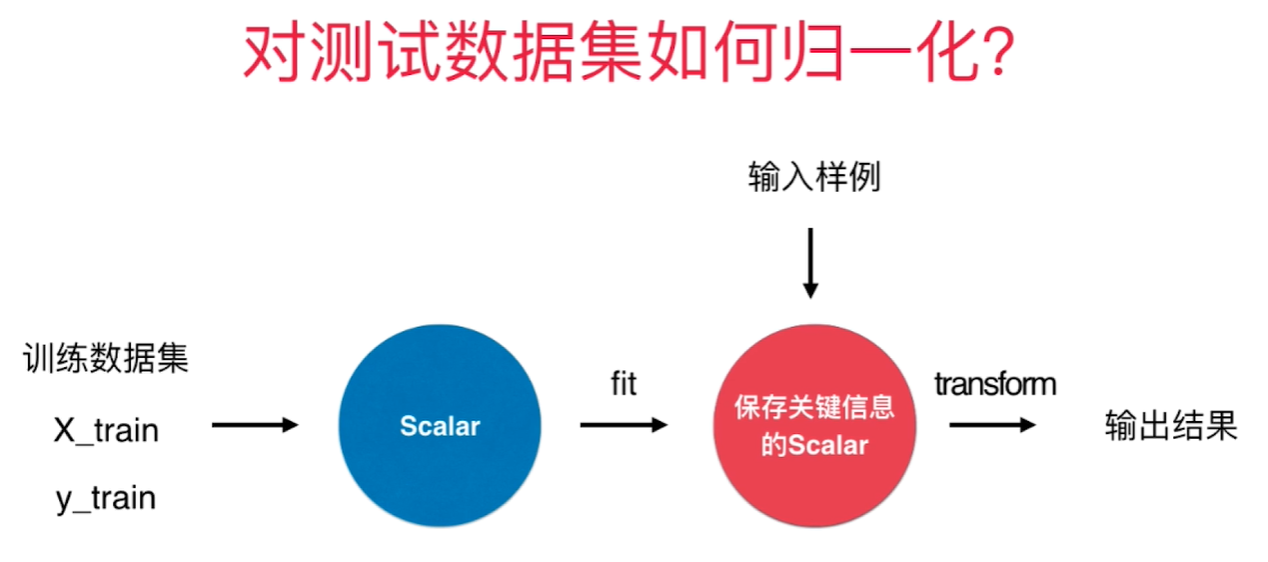 对测试数据集如何归一化?
输入样例
训练数据集
X_train
y_train
Scalar
fit
保存关键信息
的Scalar
transform
输出结果